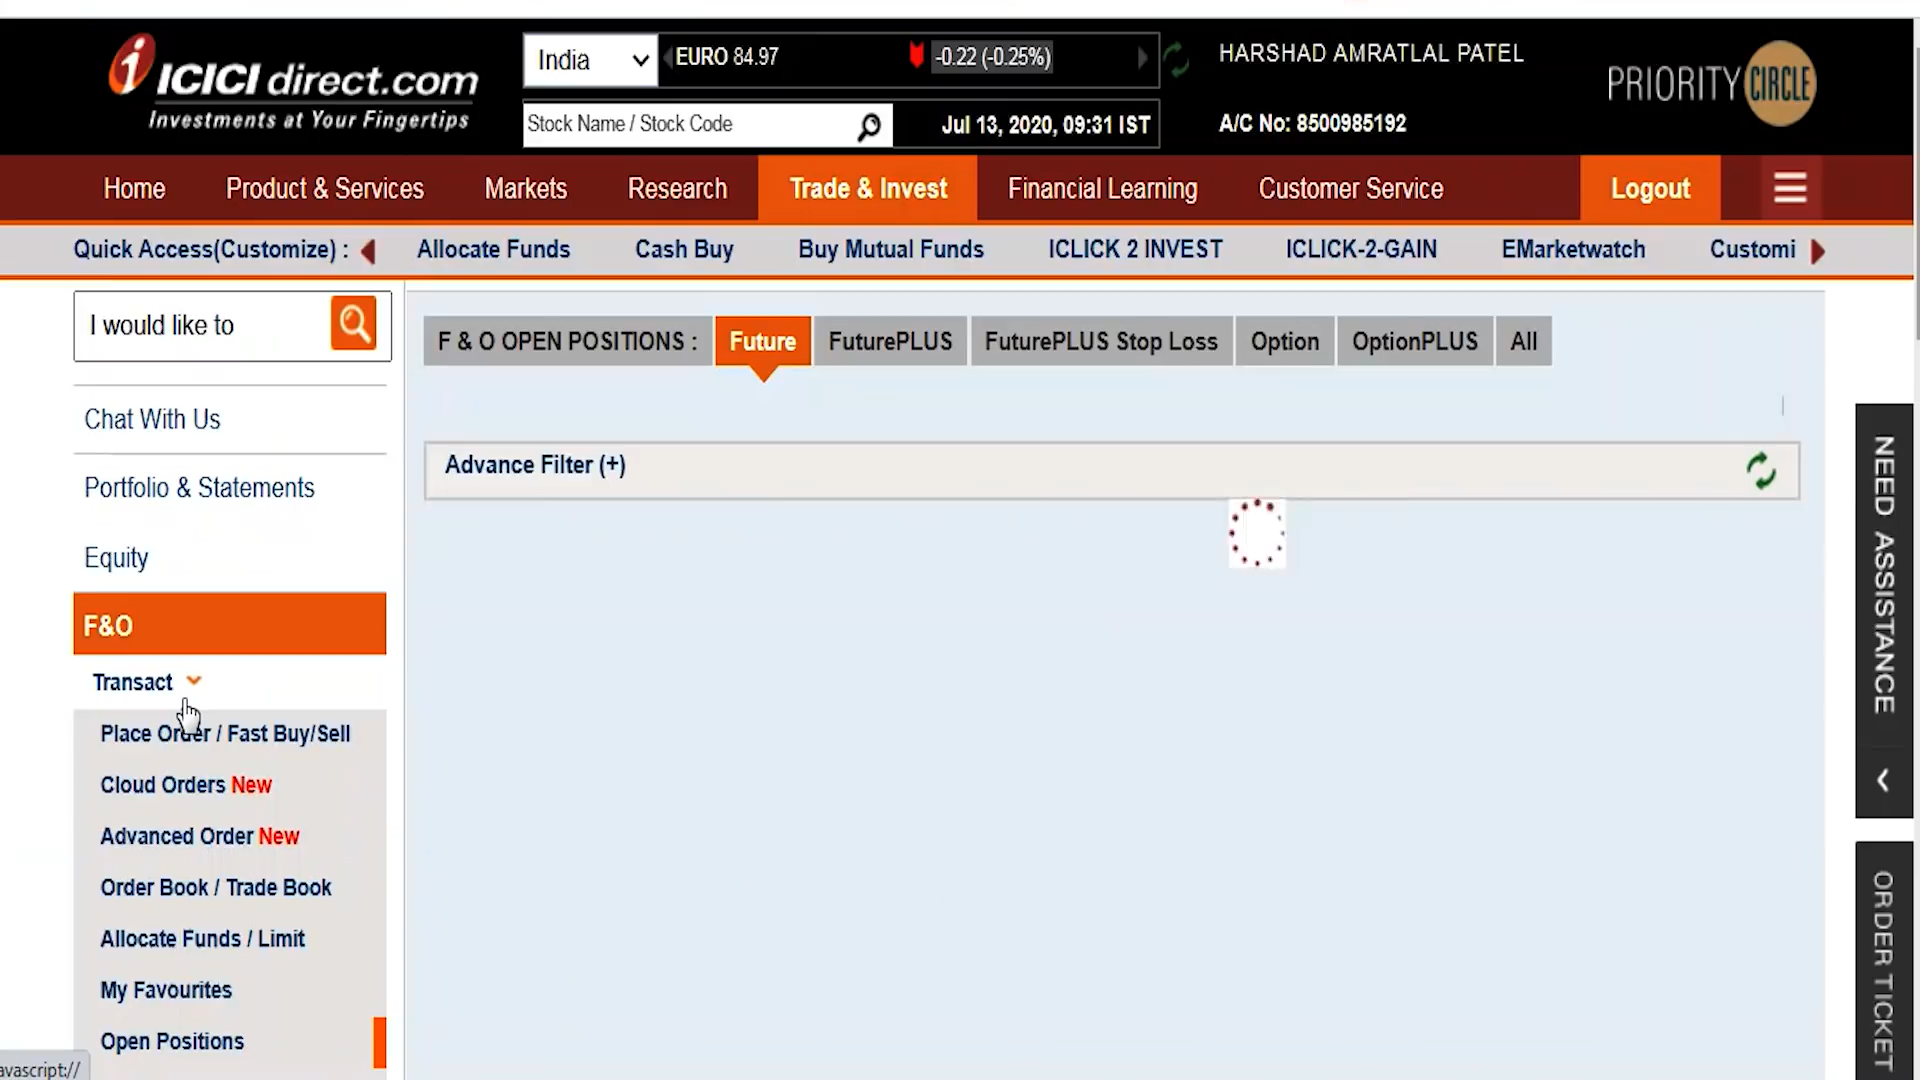 ICICI direct.com
Investments at Your Fingertips
India
EURO 84.97
-0.22 (-0.25%)
HARSHAD AMRATLAL PATEL
PRIORITY CIRCLE
Stock Name / Stock Code
Jul 13, 2020, 09:31 IST
A/C No: 8500985192
Home
Product & Services
Markets
Research
Trade & Invest
Financial Learning
Customer Service
Logout
Quick Access(Customize) :
Allocate Funds
Cash Buy
Buy Mutual Funds
ICLICK 2 INVEST
ICLICK-2-GAIN
EMarketwatch
Customi
I would like to
F & O OPEN POSITIONS :
Future
FuturePLUS
FuturePLUS Stop Loss
Option
OptionPLUS
All
Chat With Us
Advance Filter (+)
Portfolio & Statements
Equity
F&O
Transact
Place Order / Fast Buy/Sell
Cloud Orders New
Advanced Order New
Order Book / Trade Book
Allocate Funds / Limit
My Favourites
Open Positions
avascript://
NEED ASSISTANCE
ORDER TICKET